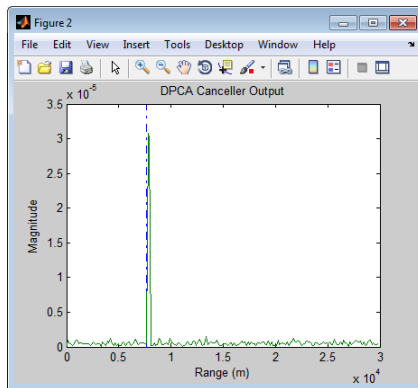 Figure 2
File Edit View Insert Tools Desktop Window Help
x 10^-5
DPCA Canceller Output
3.5
3
2.5
2
1.5
1
0.5
0
Magnitude
0 0.5 1 1.5 2 2.5 3
Range (m)
x 10^4